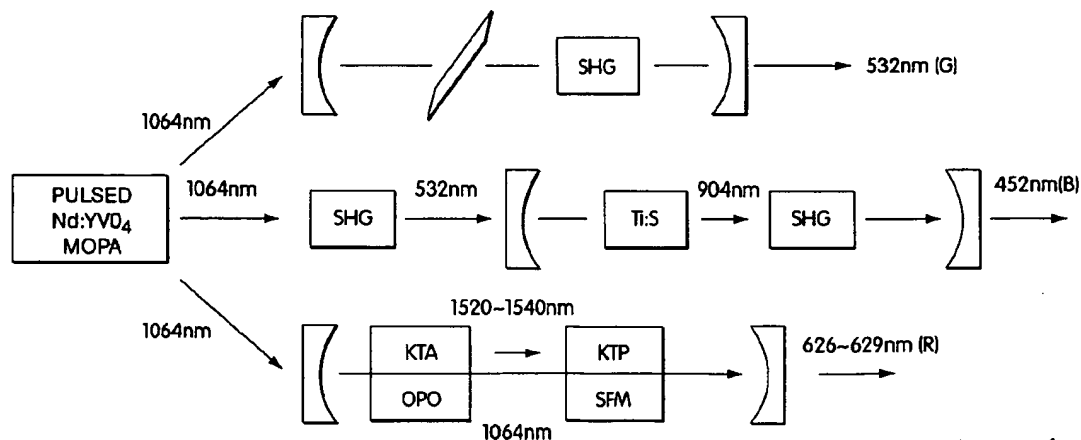 SHG
532nm (G)
1064nm
PULSED
Nd:YVO4
MOPA
1064nm
SHG
532nm
Ti:S
904nm
SHG
452nm(B)
1064nm
1520~1540nm
KTA
OPO
KTP
SFM
1064nm
626~629nm (R)